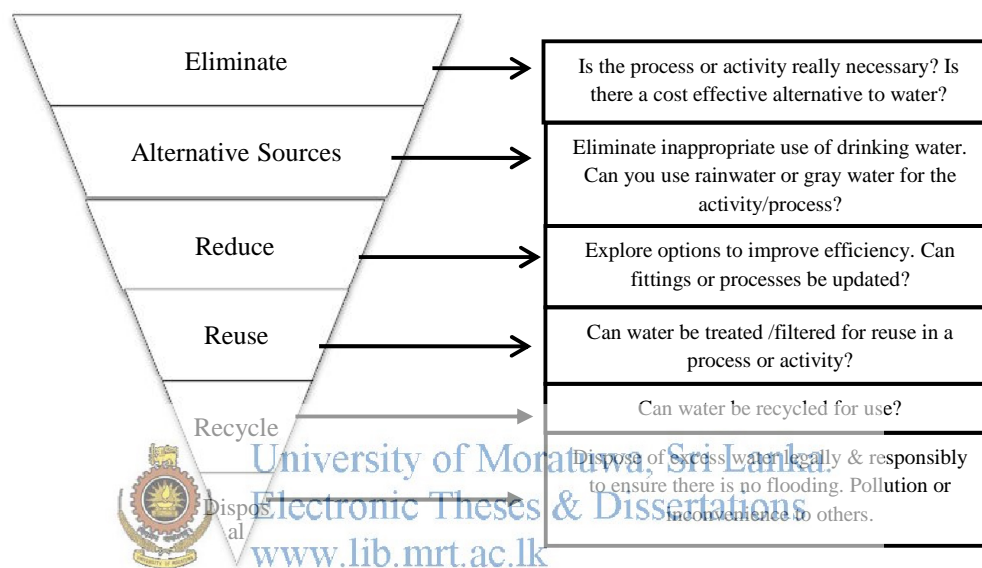 Eliminate
Is the process or activity really necessary? Is
there a cost effective alternative to water?
Alternative Sources
Eliminate inappropriate use of drinking water.
Can you use rainwater or gray water for the
activity/process?
Reduce
Explore options to improve efficiency. Can
fittings or processes be updated?
Reuse
Can water be treated /filtered for reuse in a
process or activity?
Recycle
Can water be recycled for use?
Dispos
al
Dispose of excess water legally & responsibly
to ensure there is no flooding. Pollution or
inconvenience to others.
University of Moratuwa, Sri Lanka.
Electronic Theses & Dissertations
www.lib.mrt.ac.lk